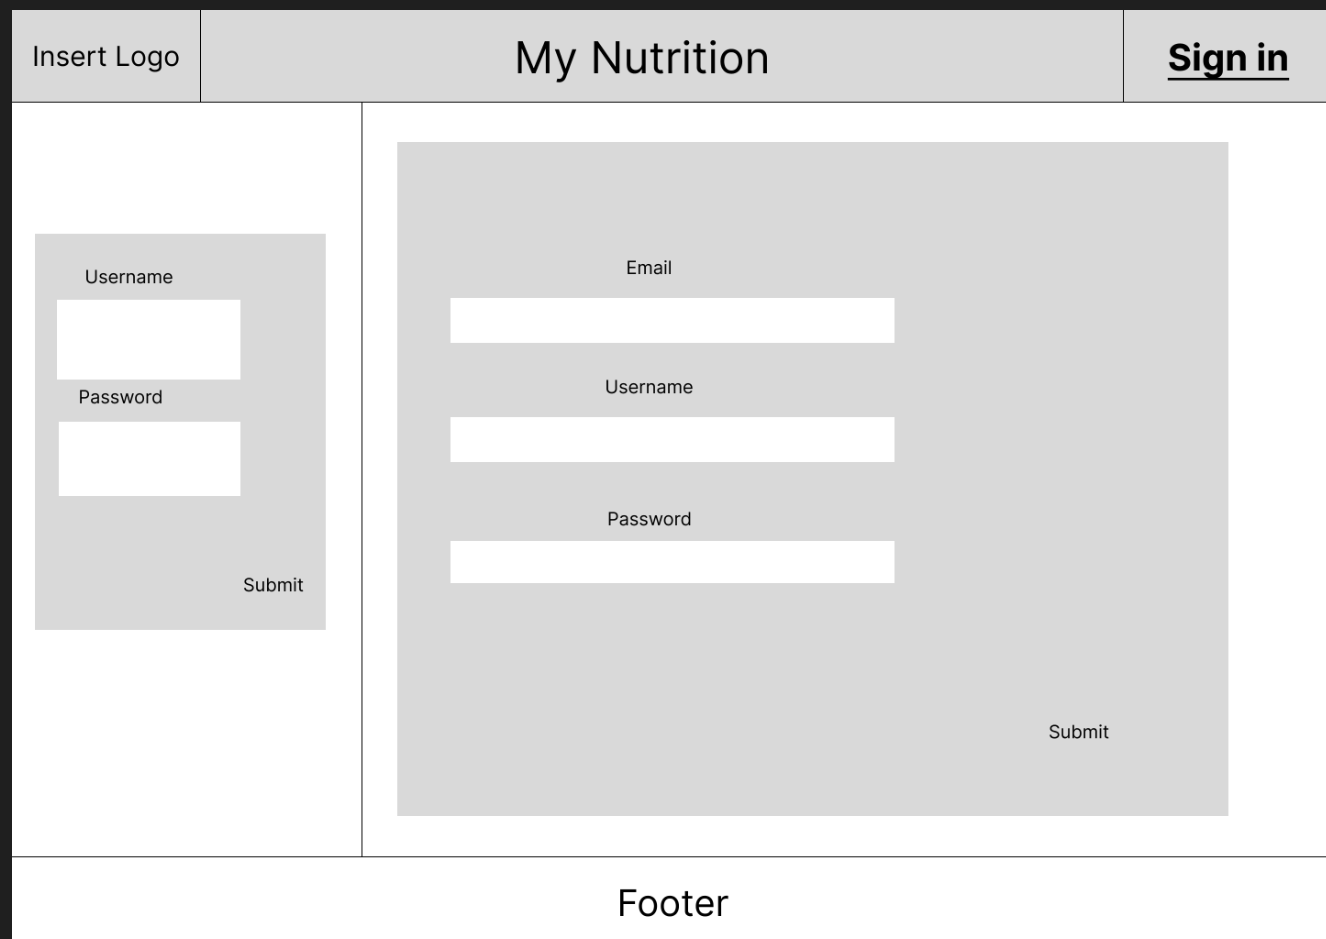 Insert Logo
My Nutrition
Sign in
Username
Password
Submit
Email
Username
Password
Submit
Footer